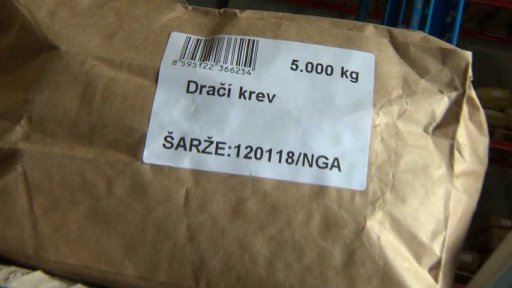 8 595122 366254
5.000 kg
Dračí krev
ŠARŽE:120118/NGA